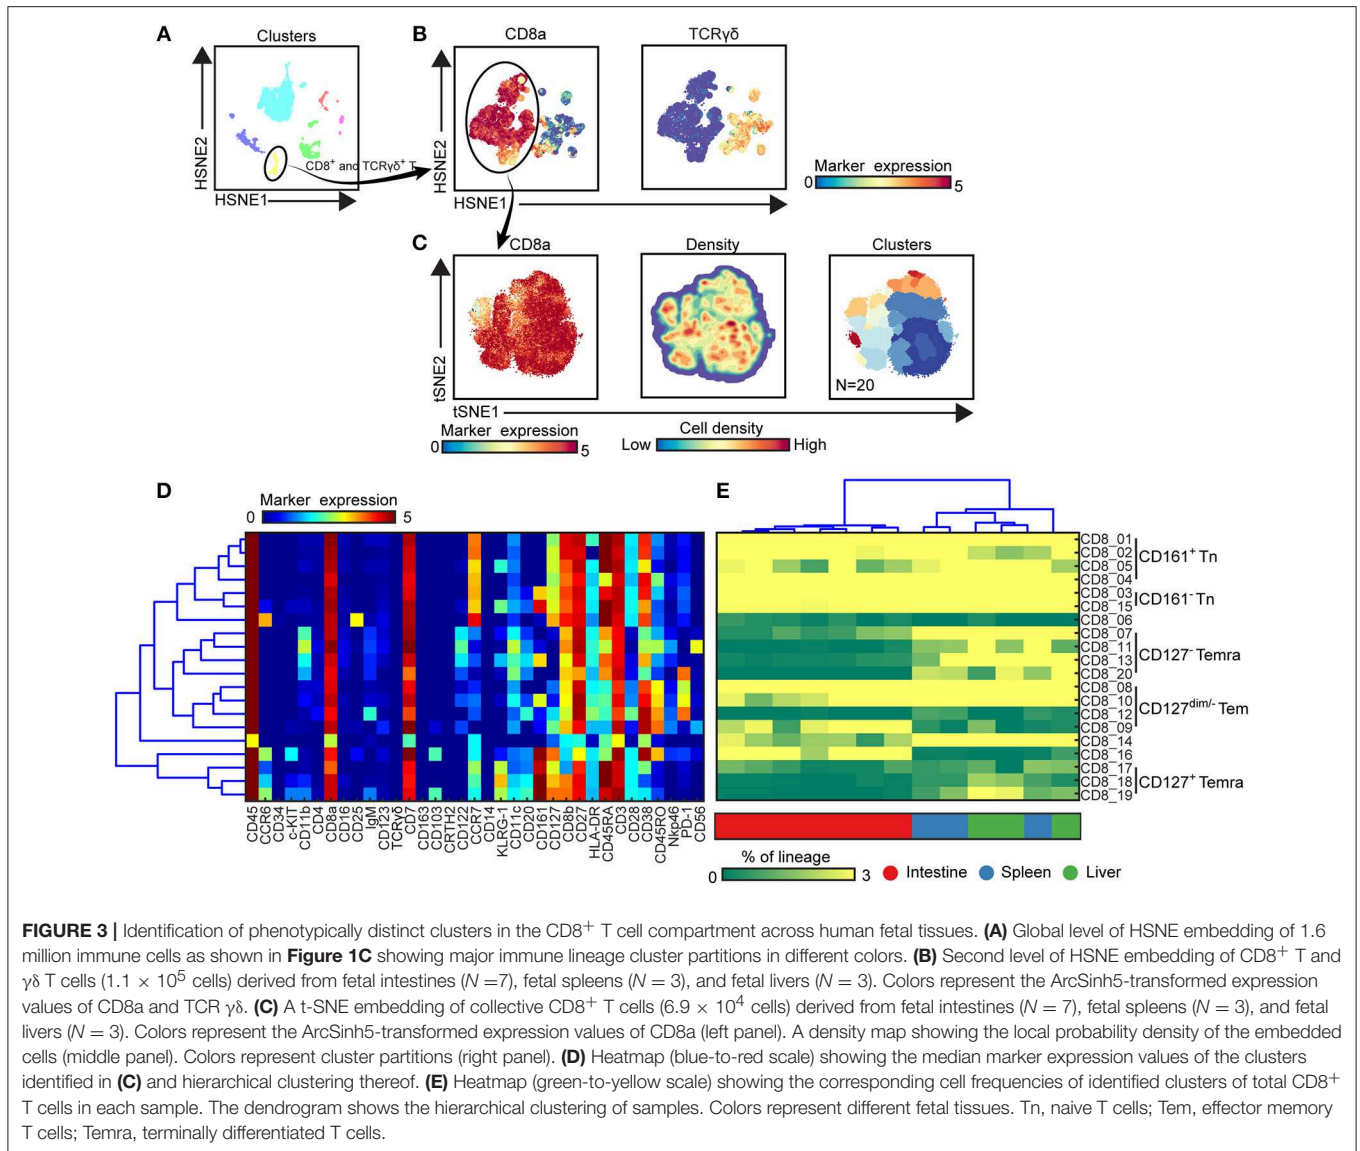 A
Clusters
HSNE2
HSNE1
CD8⁺ and TCRγδ⁺ T
B
CD8a
TCRγδ
HSNE2
HSNE1
Marker expression
0
5
C
CD8a
Density
Clusters
tSNE2
N=20
tSNE1
Marker expression
0
5
Cell density
Low
High
D
Marker expression
0
5
CD45
CCR6
CD34
c-KIT
CD11b
CD4
CD8a
CD16
CD25
IgM
CD123
TCRγδ
CD7
CD163
CD103
CRTH2
CD122
CCR7
CD14
KLRG-1
CD11c
CD20
CD161
CD127
CD8b
CD27
HLA-DR
CD45RA
CD3
CD28
CD38
CD45RO
Nkp46
PD-1
CD56
E
CD8_01
CD8_02
CD8_05
CD8_04
CD8_03
CD8_15
CD8_06
CD8_07
CD8_11
CD8_13
CD8_20
CD8_08
CD8_10
CD8_12
CD8_09
CD8_14
CD8_16
CD8_17
CD8_18
CD8_19
CD161⁺ Tn
CD161⁻ Tn
CD127⁻ Temra
CD127ᵈⁱᵐ/⁻ Tem
CD127⁺ Temra
% of lineage
0
3
Intestine
Spleen
Liver
FIGURE 3 | Identification of phenotypically distinct clusters in the CD8⁺ T cell compartment across human fetal tissues. (A) Global level of HSNE embedding of 1.6
million immune cells as shown in Figure 1C showing major immune lineage cluster partitions in different colors. (B) Second level of HSNE embedding of CD8⁺ T and
γδ T cells (1.1 × 10⁵ cells) derived from fetal intestines (N =7), fetal spleens (N = 3), and fetal livers (N = 3). Colors represent the ArcSinh5-transformed expression
values of CD8a and TCR γδ. (C) A t-SNE embedding of collective CD8⁺ T cells (6.9 × 10⁴ cells) derived from fetal intestines (N = 7), fetal spleens (N = 3), and fetal
livers (N = 3). Colors represent the ArcSinh5-transformed expression values of CD8a (left panel). A density map showing the local probability density of the embedded
cells (middle panel). Colors represent cluster partitions (right panel). (D) Heatmap (blue-to-red scale) showing the median marker expression values of the clusters
identified in (C) and hierarchical clustering thereof. (E) Heatmap (green-to-yellow scale) showing the corresponding cell frequencies of identified clusters of total CD8⁺
T cells in each sample. The dendrogram shows the hierarchical clustering of samples. Colors represent different fetal tissues. Tn, naive T cells; Tem, effector memory
T cells; Temra, terminally differentiated T cells.